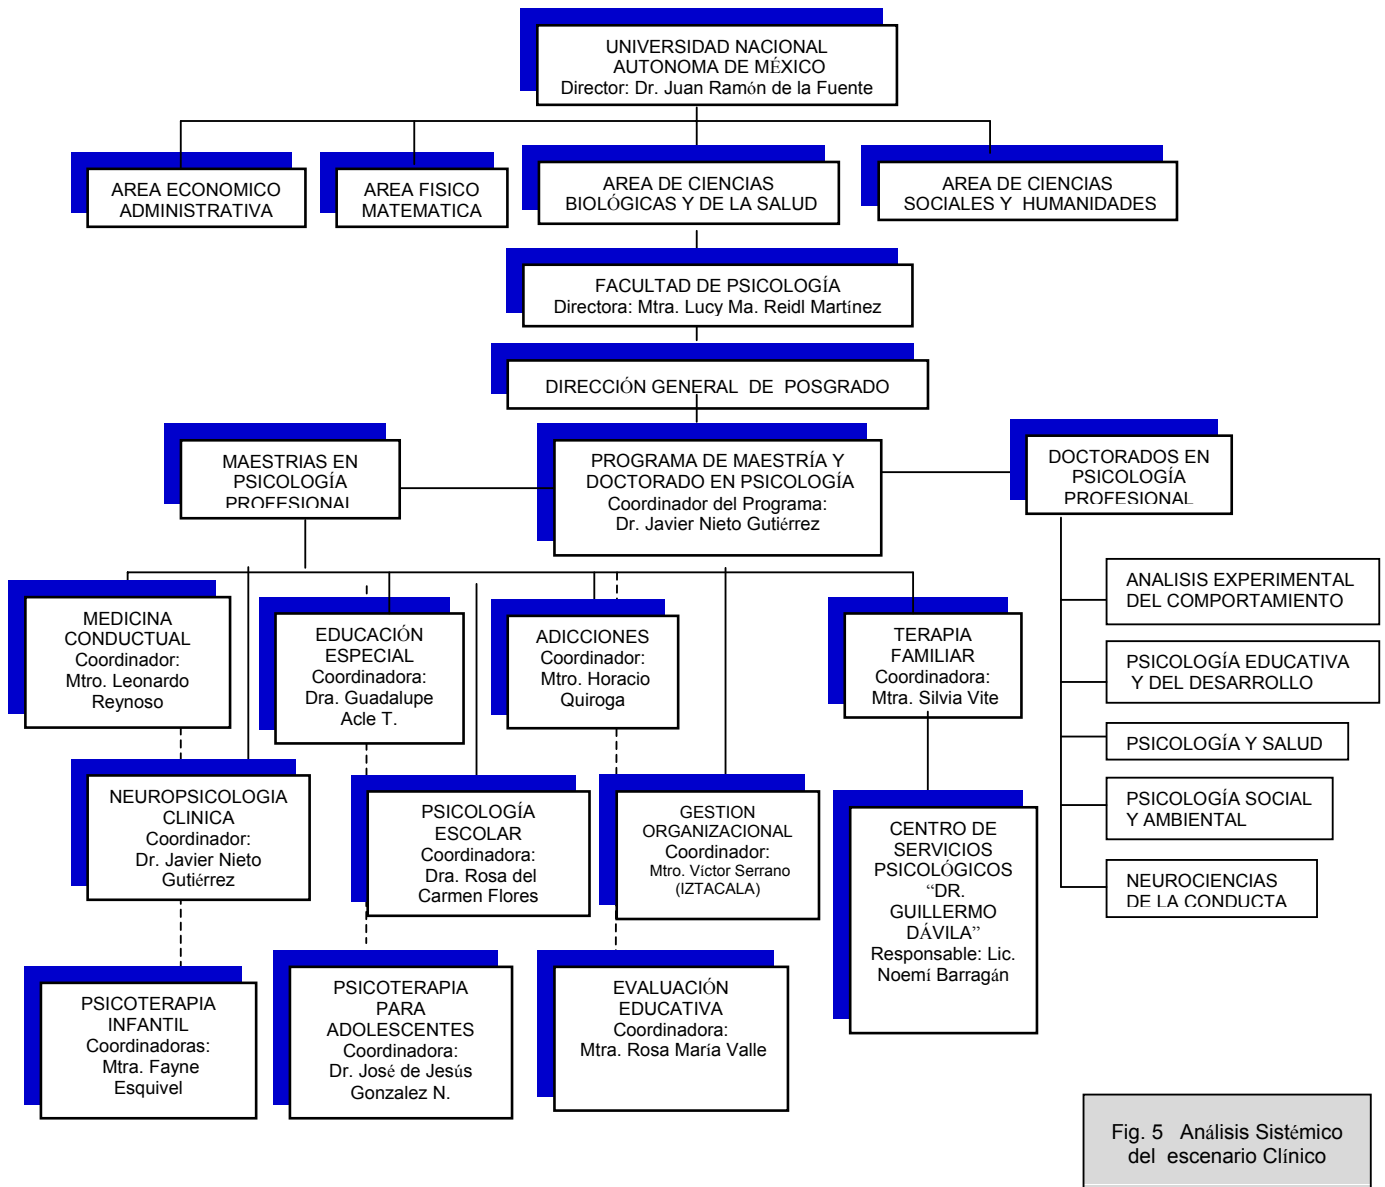 UNIVERSIDAD NACIONAL
AUTONOMA DE MÉXICO
Director: Dr. Juan Ramón de la Fuente
AREA ECONOMICO
ADMINISTRATIVA
AREA FISICO
MATEMATICA
AREA DE CIENCIAS
BIOLÓGICAS Y DE LA SALUD
AREA DE CIENCIAS
SOCIALES Y HUMANIDADES
FACULTAD DE PSICOLOGÍA
Directora: Mtra. Lucy Ma. Reidl Martínez
DIRECCIÓN GENERAL DE POSGRADO
MAESTRIAS EN
PSICOLOGÍA
PROFESIONAL
PROGRAMA DE MAESTRÍA Y
DOCTORADO EN PSICOLOGÍA
Coordinador del Programa:
Dr. Javier Nieto Gutiérrez
DOCTORADOS EN
PSICOLOGÍA
PROFESIONAL
ANALISIS EXPERIMENTAL
DEL COMPORTAMIENTO
PSICOLOGÍA EDUCATIVA
Y DEL DESARROLLO
PSICOLOGÍA Y SALUD
PSICOLOGÍA SOCIAL
Y AMBIENTAL
NEUROCIENCIAS
DE LA CONDUCTA
MEDICINA
CONDUCTUAL
Coordinador:
Mtro. Leonardo
Reynoso
EDUCACIÓN
ESPECIAL
Coordinadora:
Dra. Guadalupe
Acle T.
ADICCIONES
Coordinador:
Mtro. Horacio
Quiroga
TERAPIA
FAMILIAR
Coordinadora:
Mtra. Silvia Vite
NEUROPSICOLOGIA
CLINICA
Coordinador:
Dr. Javier Nieto
Gutiérrez
PSICOLOGÍA
ESCOLAR
Coordinadora:
Dra. Rosa del
Carmen Flores
GESTION
ORGANIZACIONAL
Coordinador:
Mtro. Víctor Serrano
(IZTACALA)
CENTRO DE
SERVICIOS
PSICOLÓGICOS
“DR.
GUILLERMO
DÁVILA”
Responsable: Lic.
Noemí Barragán
PSICOTERAPIA
INFANTIL
Coordinadoras:
Mtra. Fayne
Esquivel
PSICOTERAPIA
PARA
ADOLESCENTES
Coordinadora:
Dr. José de Jesús
Gonzalez N.
EVALUACIÓN
EDUCATIVA
Coordinadora:
Mtra. Rosa María Valle
Fig. 5 Análisis Sistémico
del escenario Clínico